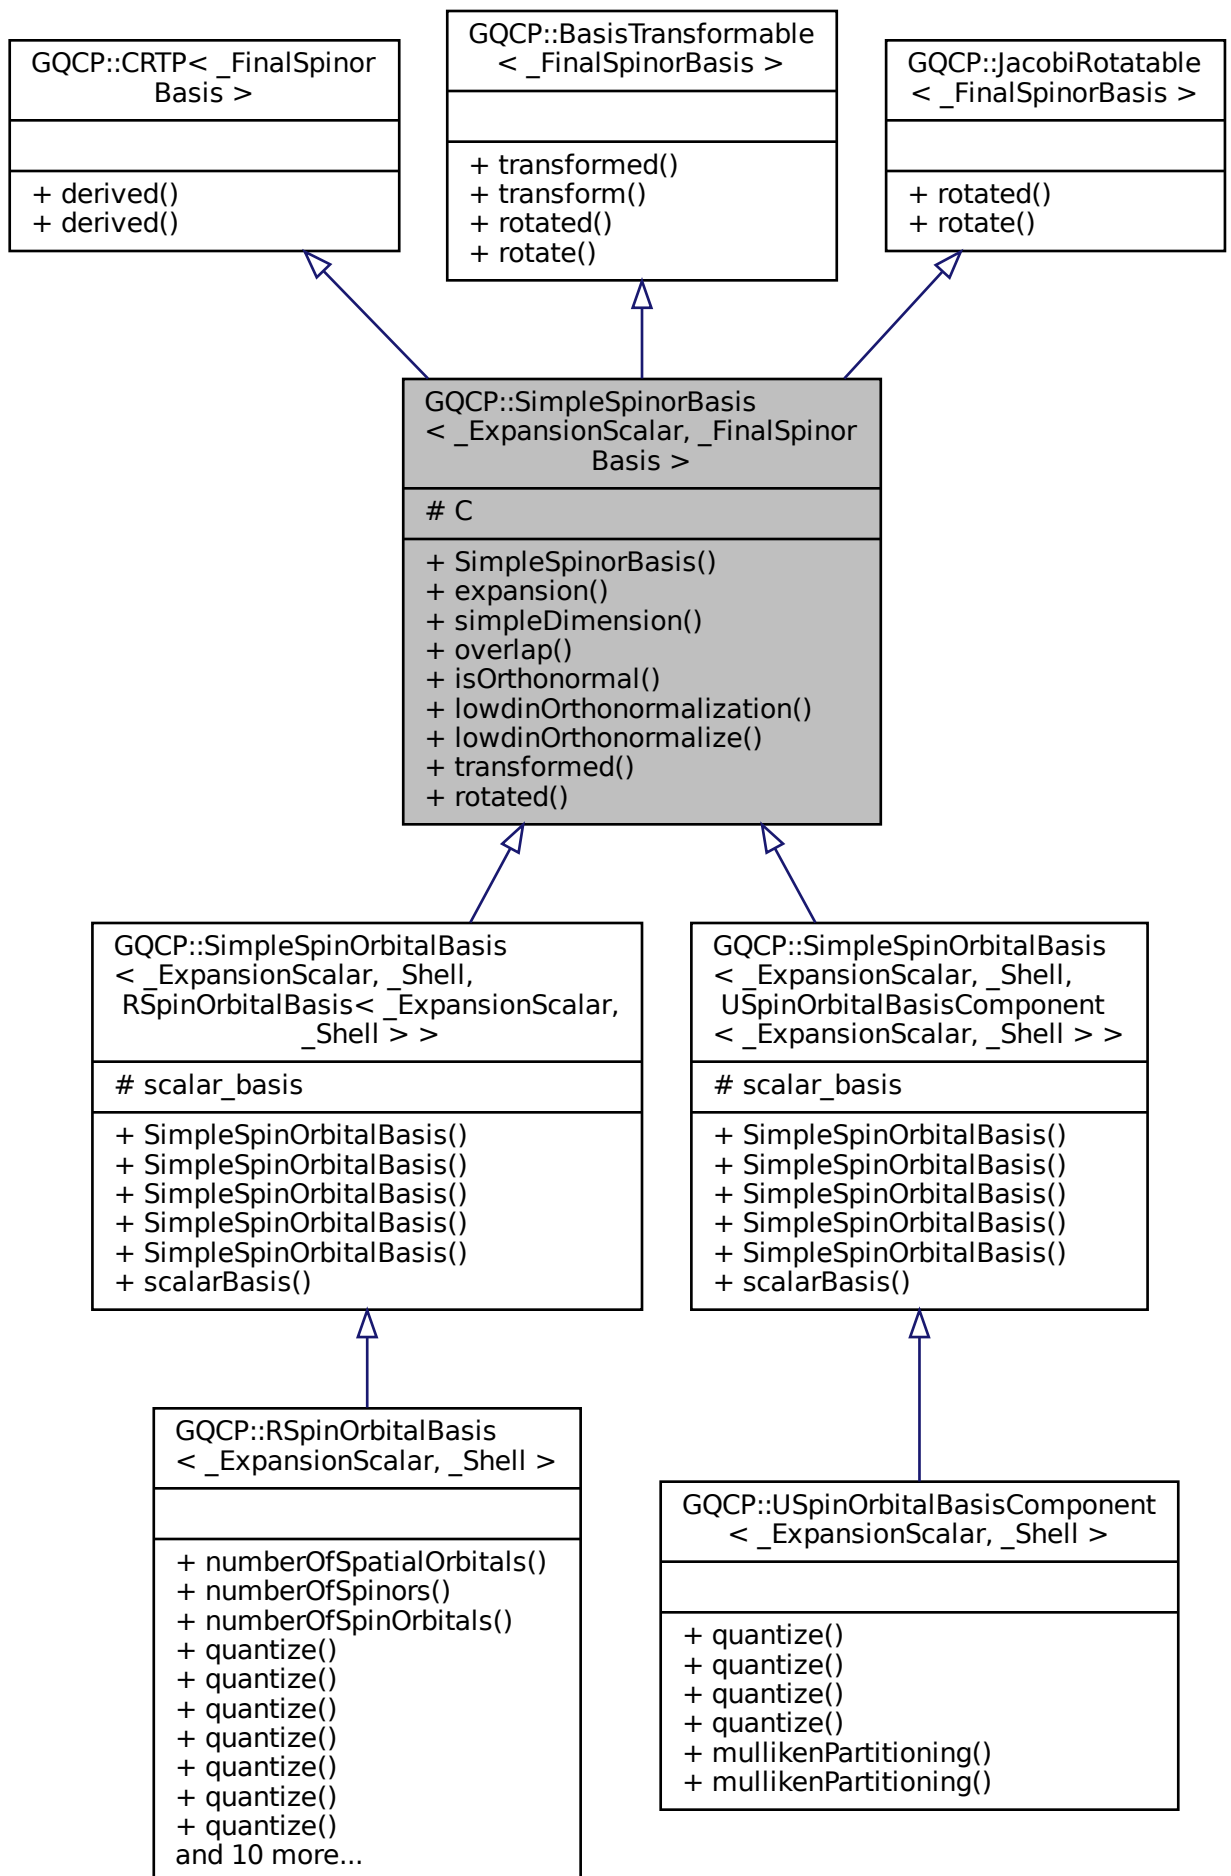 GQCP::CRTP< _FinalSpinor
Basis >
+ derived()
+ derived()
GQCP::BasisTransformable
< _FinalSpinorBasis >
+ transformed()
+ transform()
+ rotated()
+ rotate()
GQCP::JacobiRotatable
< _FinalSpinorBasis >
+ rotated()
+ rotate()
GQCP::SimpleSpinorBasis
< _ExpansionScalar, _FinalSpinor
Basis >
# C
+ SimpleSpinorBasis()
+ expansion()
+ simpleDimension()
+ overlap()
+ isOrthonormal()
+ lowdinOrthonormalization()
+ lowdinOrthonormalize()
+ transformed()
+ rotated()
GQCP::SimpleSpinOrbitalBasis
< _ExpansionScalar, _Shell,
RSpinOrbitalBasis< _ExpansionScalar,
_Shell > >
# scalar_basis
+ SimpleSpinOrbitalBasis()
+ SimpleSpinOrbitalBasis()
+ SimpleSpinOrbitalBasis()
+ SimpleSpinOrbitalBasis()
+ SimpleSpinOrbitalBasis()
+ scalarBasis()
GQCP::SimpleSpinOrbitalBasis
< _ExpansionScalar, _Shell,
USpinOrbitalBasisComponent
< _ExpansionScalar, _Shell > >
# scalar_basis
+ SimpleSpinOrbitalBasis()
+ SimpleSpinOrbitalBasis()
+ SimpleSpinOrbitalBasis()
+ SimpleSpinOrbitalBasis()
+ SimpleSpinOrbitalBasis()
+ scalarBasis()
GQCP::RSpinOrbitalBasis
< _ExpansionScalar, _Shell >
+ numberOfSpatialOrbitals()
+ numberOfSpinors()
+ numberOfSpinOrbitals()
+ quantize()
+ quantize()
+ quantize()
+ quantize()
+ quantize()
+ quantize()
+ quantize()
and 10 more...
GQCP::USpinOrbitalBasisComponent
< _ExpansionScalar, _Shell >
+ quantize()
+ quantize()
+ quantize()
+ quantize()
+ mullikenPartitioning()
+ mullikenPartitioning()